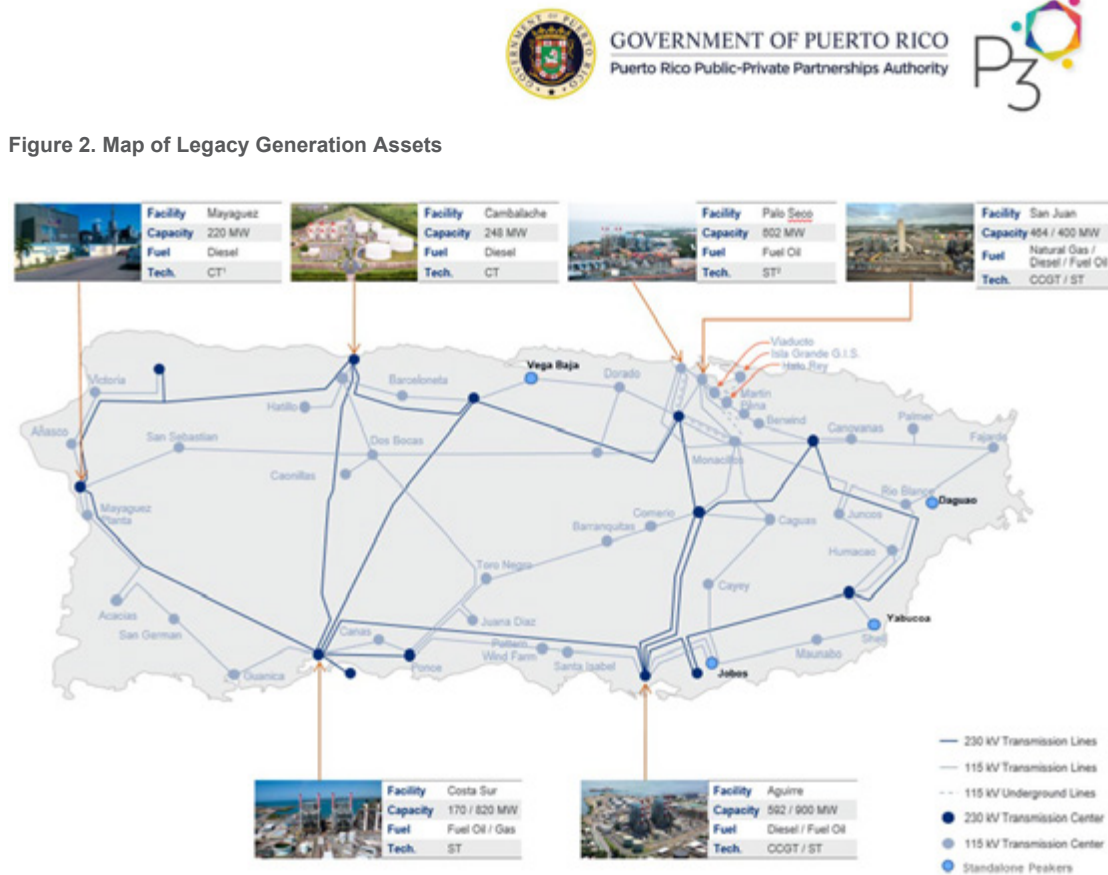 GOVERNMENT OF PUERTO RICO
Puerto Rico Public-Private Partnerships Authority
P3
GOVERNMENT OF PUERTO RICO
Figure 2. Map of Legacy Generation Assets
Facility Mayaguez
Capacity 220 MW
Fuel Diesel
Tech. CT¹
Facility Cambalache
Capacity 248 MW
Fuel Diesel
Tech. CT
Facility Palo Seco
Capacity 602 MW
Fuel Fuel Oil
Tech. ST²
Facility San Juan
Capacity 464 / 400 MW
Fuel Natural Gas /
Diesel / Fuel Oil
Tech. CCGT / ST
Viaducto
Isla Grande G.I.S.
Hato Rey
Vega Baja
Victoria
Barceloneta
Dorado
Hatillo
Martin
Pena
Berwind
Palmer
Añasco
San Sebastian
Dos Bocas
Canovanas
Fajardo
Monacillos
Caonillas
Rio Blanco
Daguao
Mayaguez
Planta
Comerio
Barranquitas
Caguas
Juncos
Humacao
Toro Negro
Cayey
Acacias
San German
Juana Diaz
Yabucoa
Shell
Canas
Pattern
Wind Farm
Santa Isabel
Maunabo
Guanica
Ponce
Jobos
230 kV Transmission Lines
115 kV Transmission Lines
115 kV Underground Lines
230 kV Transmission Center
115 kV Transmission Center
Standalone Peakers
Facility Costa Sur
Capacity 170 / 820 MW
Fuel Fuel Oil / Gas
Tech. ST
Facility Aguirre
Capacity 592 / 900 MW
Fuel Diesel / Fuel Oil
Tech. CCGT / ST